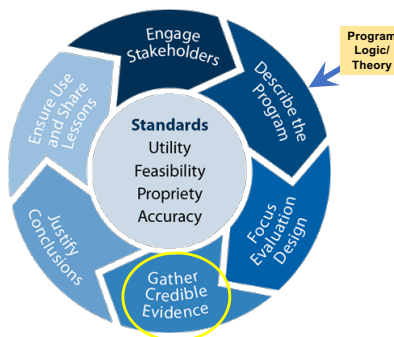 Engage
Stakeholders
Describe the
Program
Focus
Evaluation
Design
Gather
Credible
Evidence
Justify
Conclusions
Ensure Use
and Share
Lessons
Standards
Utility
Feasibility
Propriety
Accuracy
Program
Logic/
Theory